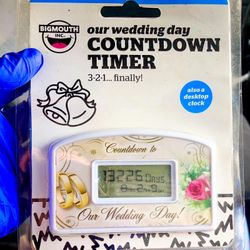 BIGMOUTH
INC.
our wedding day
COUNTDOWN
TIMER
3-2-1... finally!
also a
desktop
clock
Countdown to
DAYS
Our Wedding Day!